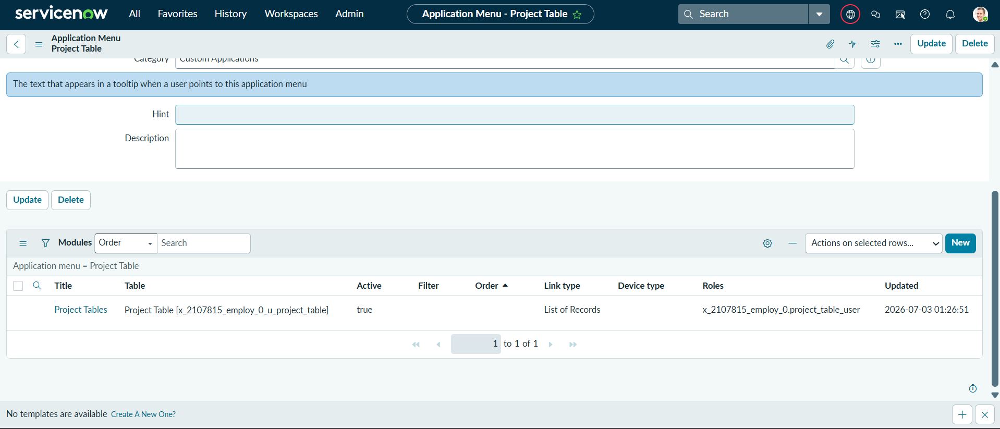 servicenow All Favorites History Workspaces Admin Application Menu - Project Table Search
Application Menu
Project Table
Update Delete
Category Custom Applications
The text that appears in a tooltip when a user points to this application menu
Hint
Description
Update Delete
Modules Order Search Actions on selected rows... New
Application menu = Project Table
Title Table Active Filter Order Link type Device type Roles Updated
Project Tables Project Table [x_2107815_employ_0_u_project_table] true List of Records x_2107815_employ_0.project_table_user 2026-07-03 01:26:51
1 to 1 of 1
No templates are available Create A New One?